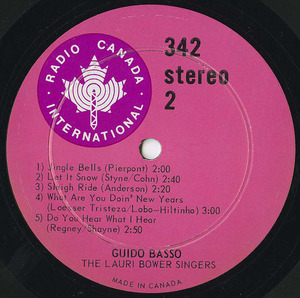 RADIO CANADA INTERNATIONAL
342
stereo
2
1) Jingle Bells (Pierpont) 2:00
2) Let It Snow (Styne/Cohn) 2:40
3) Sleigh Ride (Anderson) 2:20
4) What Are You Doin' New Years
(Loesser Tristeza/Lobo—Hiltinho) 3:00
5) Do You Hear What I Hear
(Regney/Shayne) 2:50
GUIDO BASSO
THE LAURI BOWER SINGERS
MADE IN CANADA